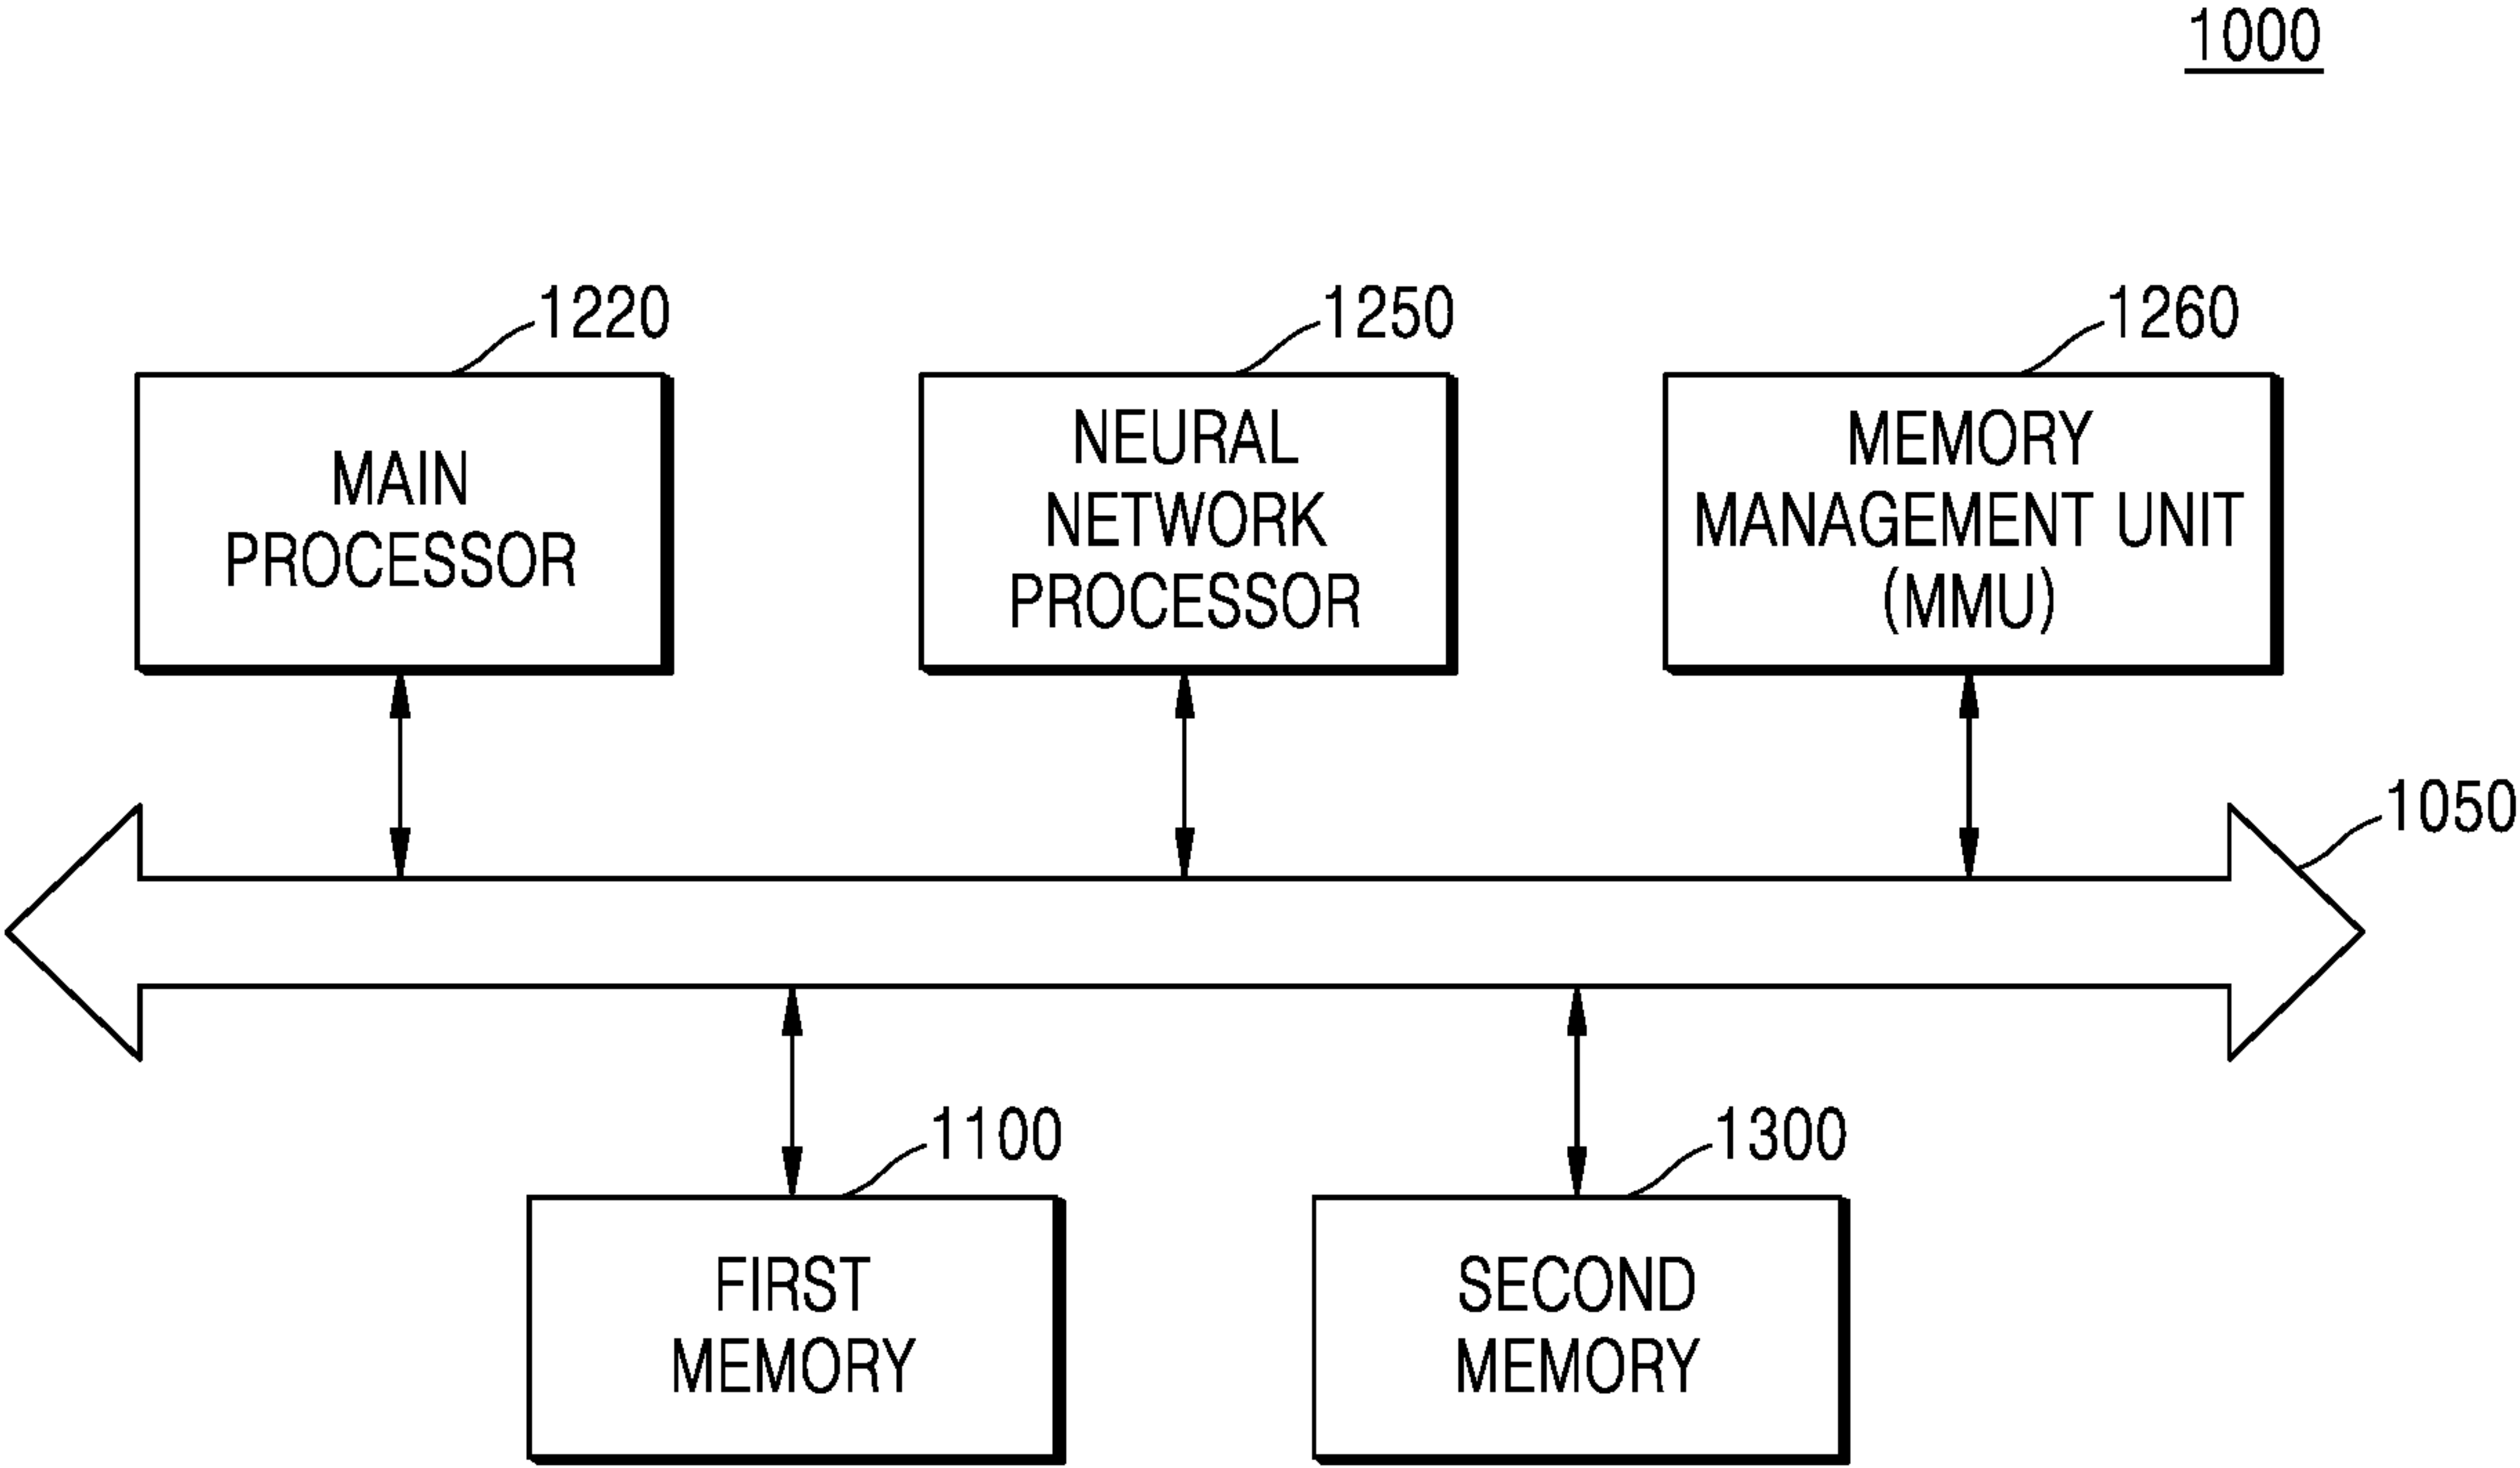 1000
1220
1250
1260
MAIN
PROCESSOR
NEURAL
NETWORK
PROCESSOR
MEMORY
MANAGEMENT UNIT
(MMU)
1050
1100
1300
FIRST
MEMORY
SECOND
MEMORY